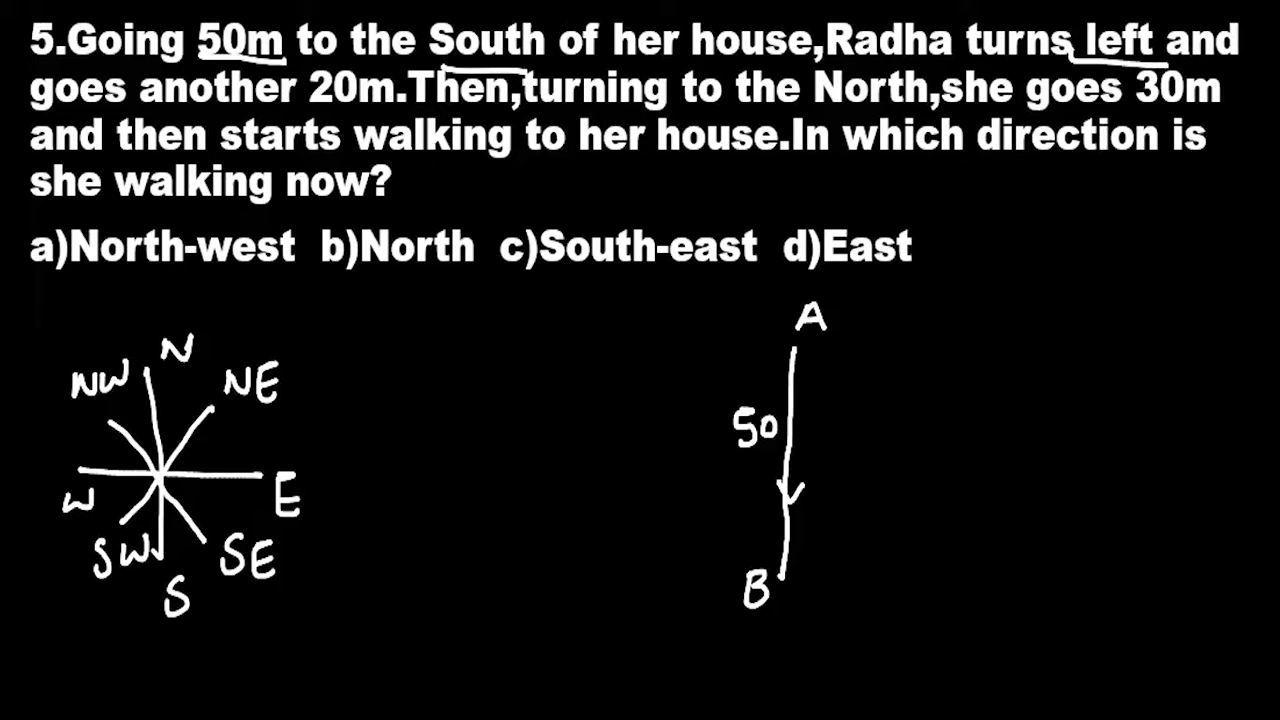 5.Going 50m to the South of her house,Radha turns left and
goes another 20m.Then,turning to the North,she goes 30m
and then starts walking to her house.In which direction is
she walking now?
a)North-west b)North c)South-east d)East
A
N
NW
NE
50
W
E
SW
SE
B
S